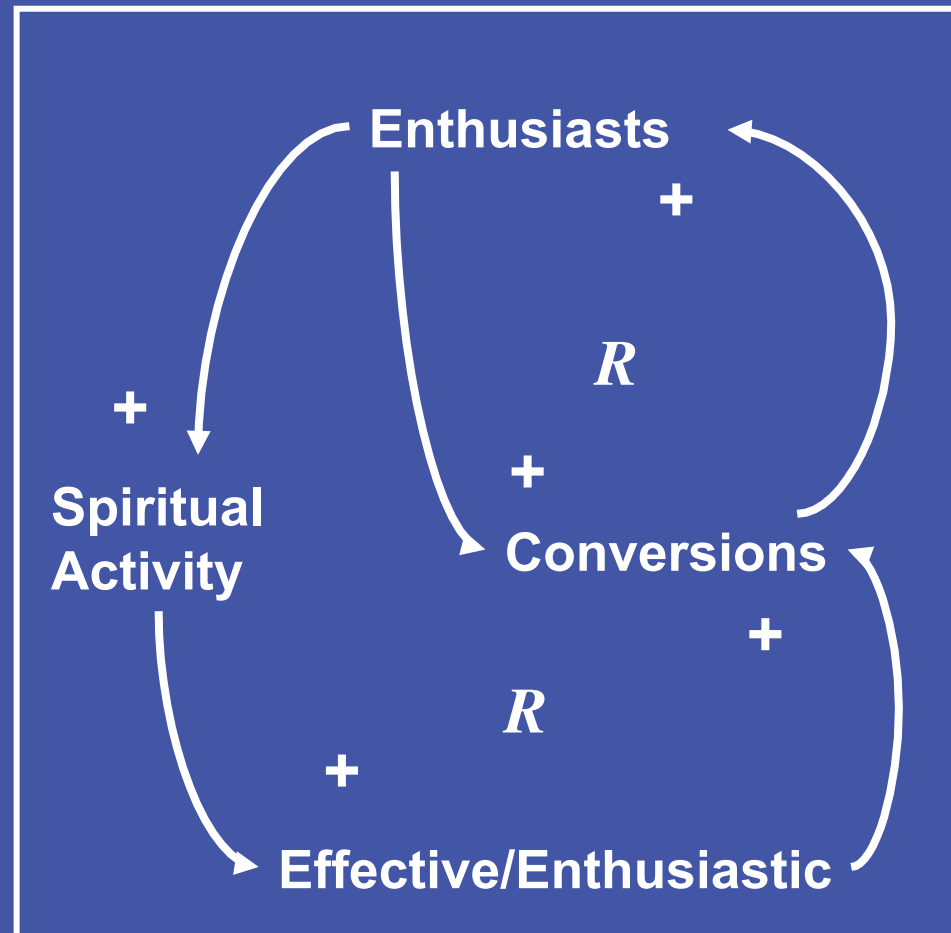 Enthusiasts
+
R
+
+
Spiritual
Activity
Conversions
+
R
+
Effective/Enthusiastic